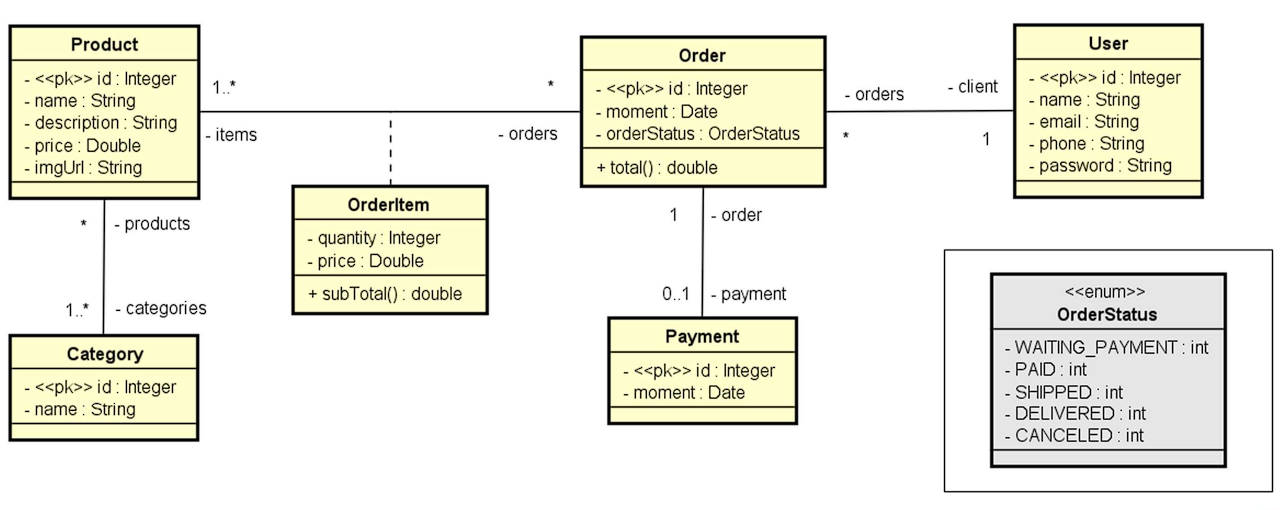 Product
- <<pk>> id : Integer
- name : String
- description : String
- price : Double
- imgUrl : String
1..*
*
- items
- orders
OrderItem
- quantity : Integer
- price : Double
+ subTotal() : double
Order
- <<pk>> id : Integer
- moment : Date
- orderStatus : OrderStatus
+ total() : double
- orders
- client
*
1
User
- <<pk>> id : Integer
- name : String
- email : String
- phone : String
- password : String
* - products
1..* - categories
Category
- <<pk>> id : Integer
- name : String
1 - order
0..1 - payment
Payment
- <<pk>> id : Integer
- moment : Date
<<enum>>
OrderStatus
- WAITING_PAYMENT : int
- PAID : int
- SHIPPED : int
- DELIVERED : int
- CANCELED : int